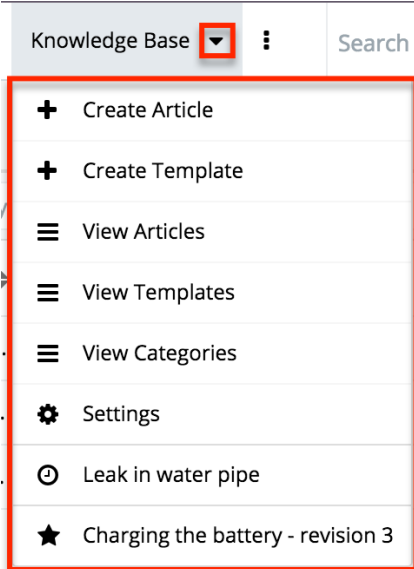 Knowledge Base
Search
Create Article
Create Template
View Articles
View Templates
View Categories
Settings
Leak in water pipe
Charging the battery - revision 3